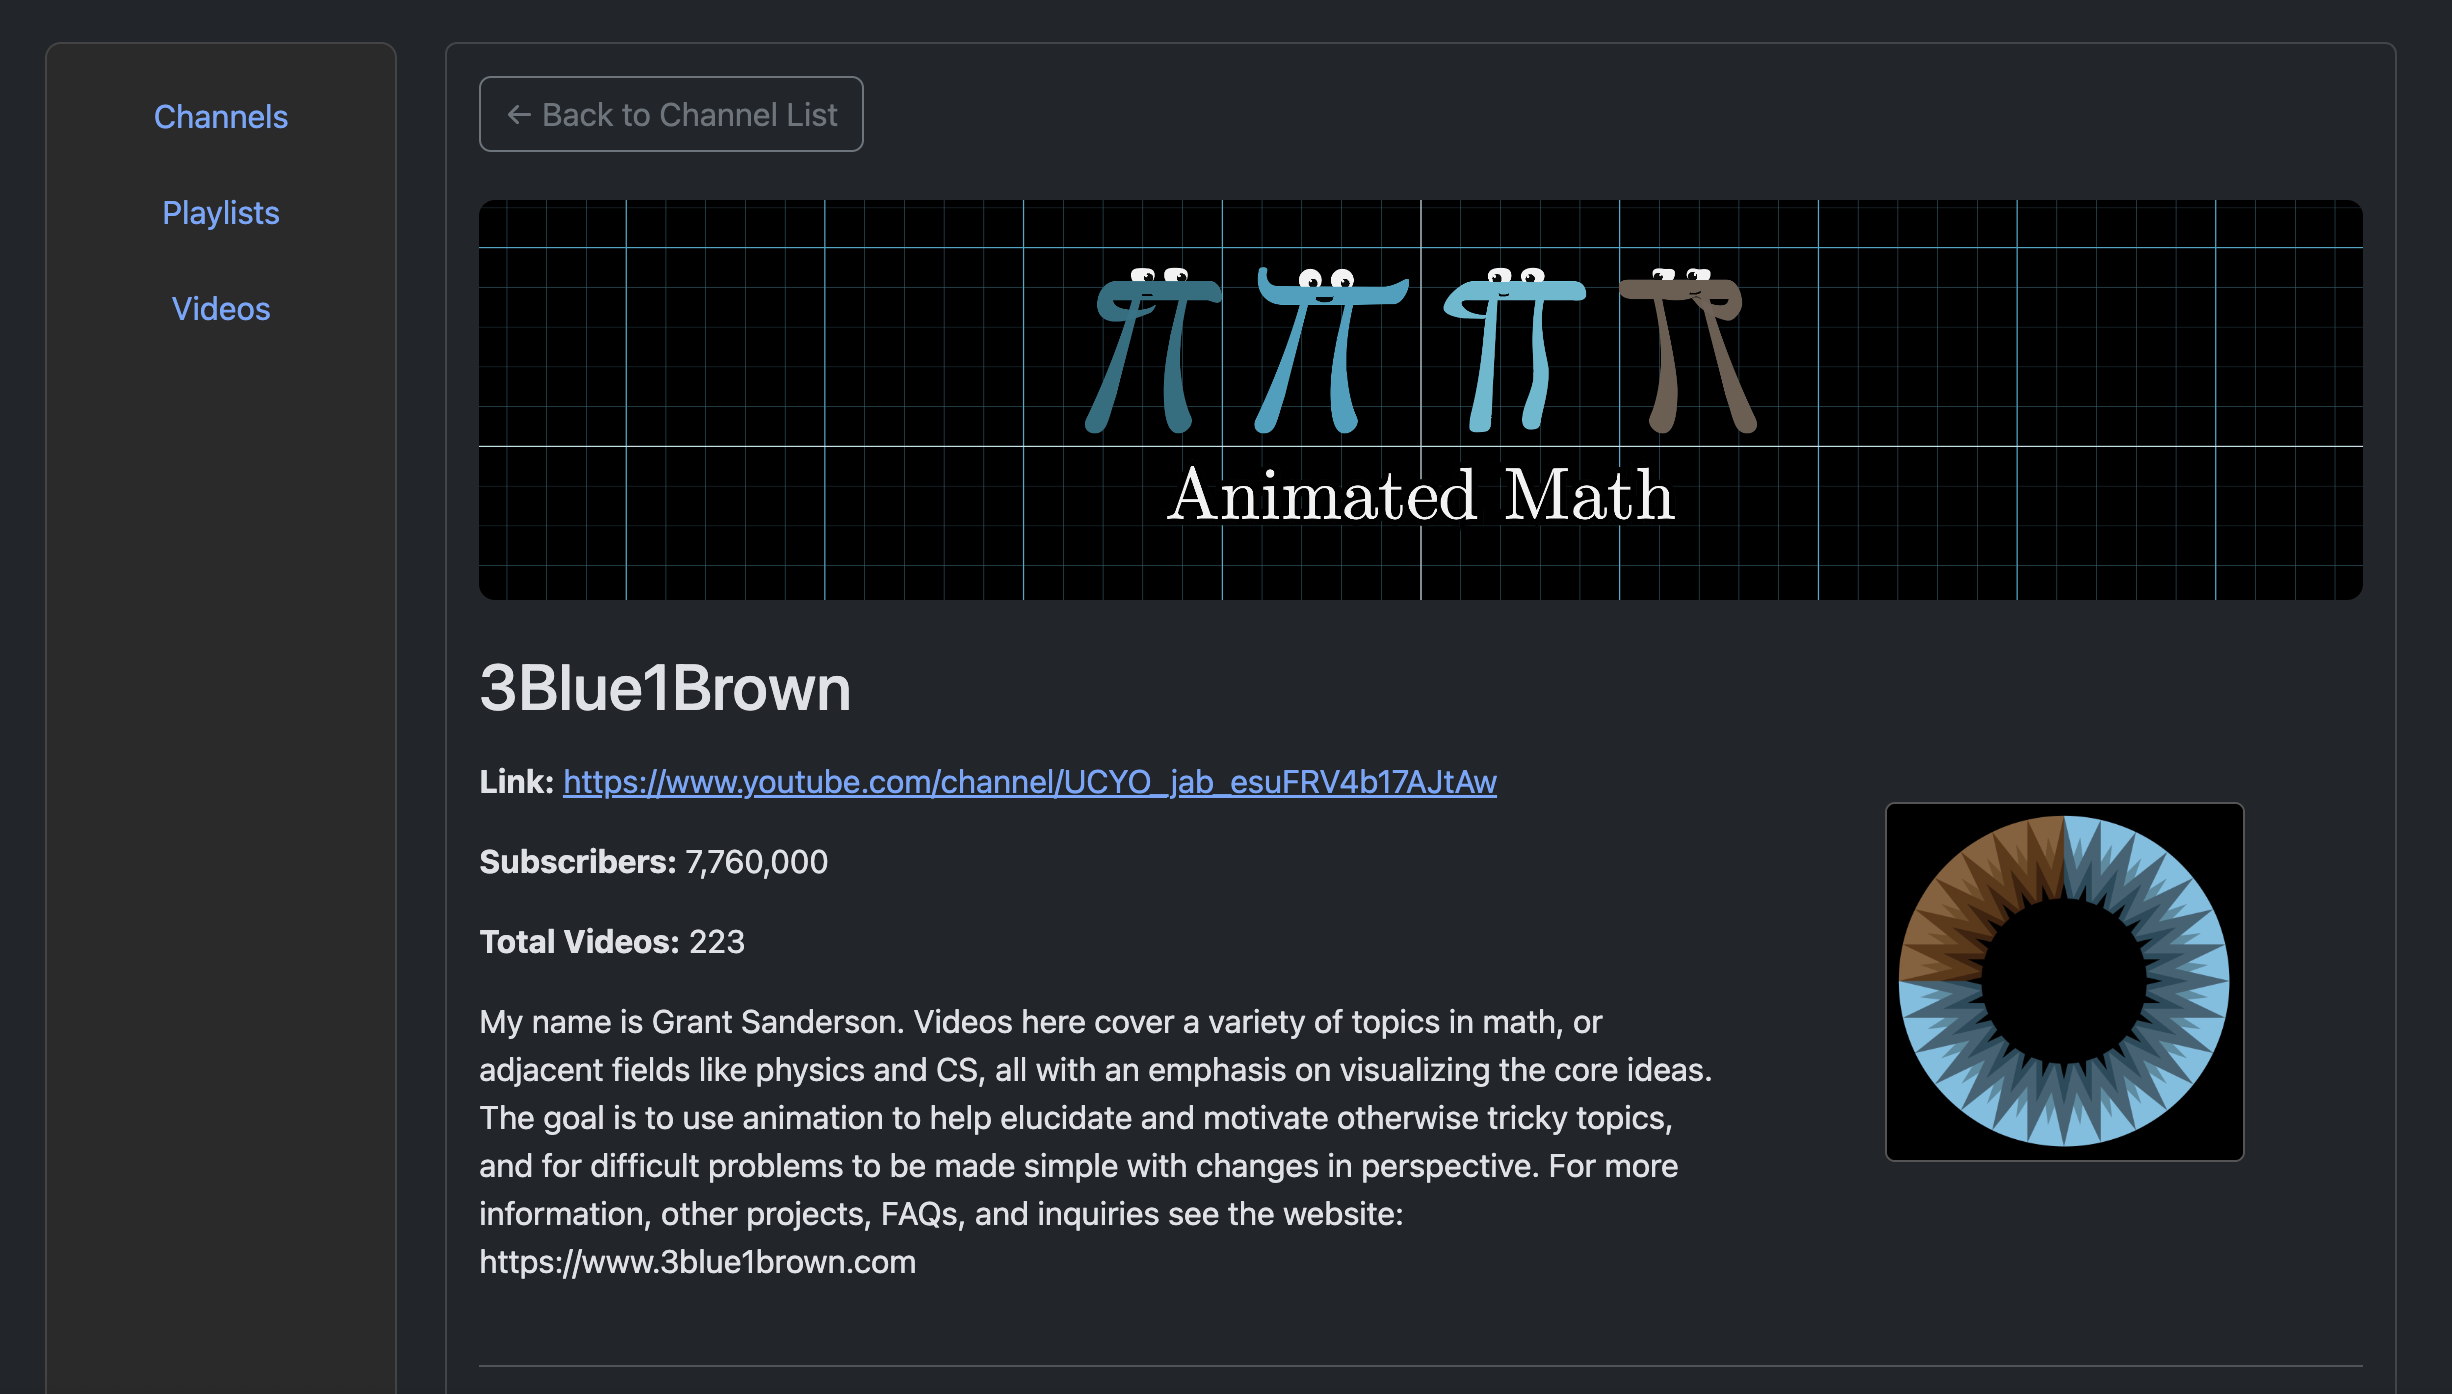 Channels
Playlists
Videos
← Back to Channel List
Animated Math
3Blue1Brown
Link: https://www.youtube.com/channel/UCYO_jab_esuFRV4b17AJtAw
Subscribers: 7,760,000
Total Videos: 223
My name is Grant Sanderson. Videos here cover a variety of topics in math, or
adjacent fields like physics and CS, all with an emphasis on visualizing the core ideas.
The goal is to use animation to help elucidate and motivate otherwise tricky topics,
and for difficult problems to be made simple with changes in perspective. For more
information, other projects, FAQs, and inquiries see the website:
https://www.3blue1brown.com